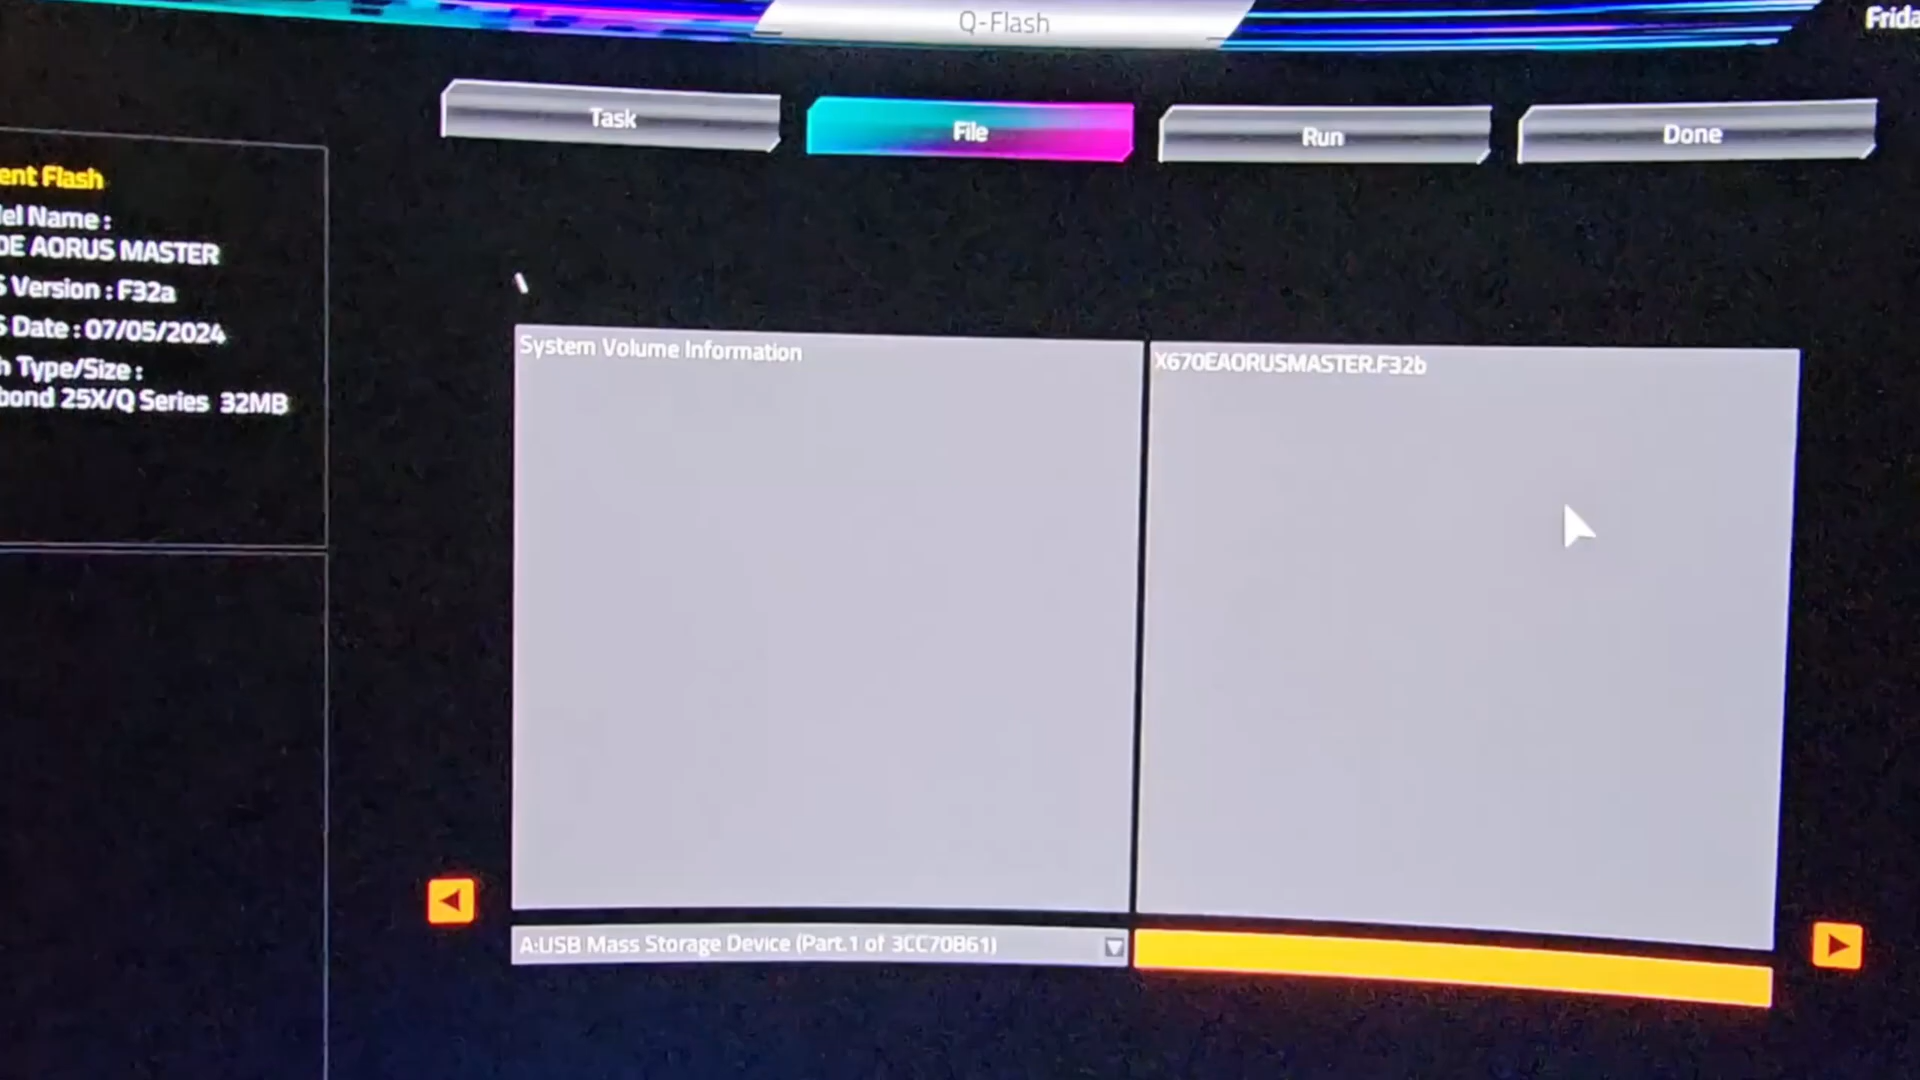 Q-Flash
Frida
Task
File
Run
Done
ent Flash
el Name :
0E AORUS MASTER
S Version : F32a
S Date : 07/05/2024
h Type/Size :
bond 25X/Q Series 32MB
\
System Volume Information
X670EAORUSMASTER.F32b
A:USB Mass Storage Device (Part.1 of 3CC70B61)